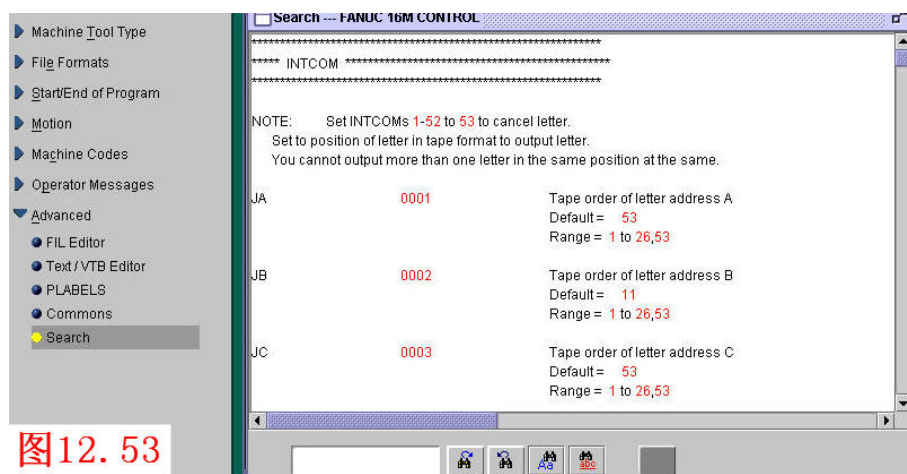 Machine Tool Type
File Formats
Start/End of Program
Motion
Machine Codes
Operator Messages
Advanced
FIL Editor
Text / VTB Editor
PLABELS
Commons
Search
Search --- FANUC 16M CONTROL
**************************************************************
***** INTCOM ***********************************************
**************************************************************
NOTE: Set INTCOMs 1-52 to 53 to cancel letter.
Set to position of letter in tape format to output letter.
You cannot output more than one letter in the same position at the same.
JA 0001 Tape order of letter address A
Default = 53
Range = 1 to 26,53
JB 0002 Tape order of letter address B
Default = 11
Range = 1 to 26,53
JC 0003 Tape order of letter address C
Default = 53
Range = 1 to 26,53
Aa
abc
图12.53